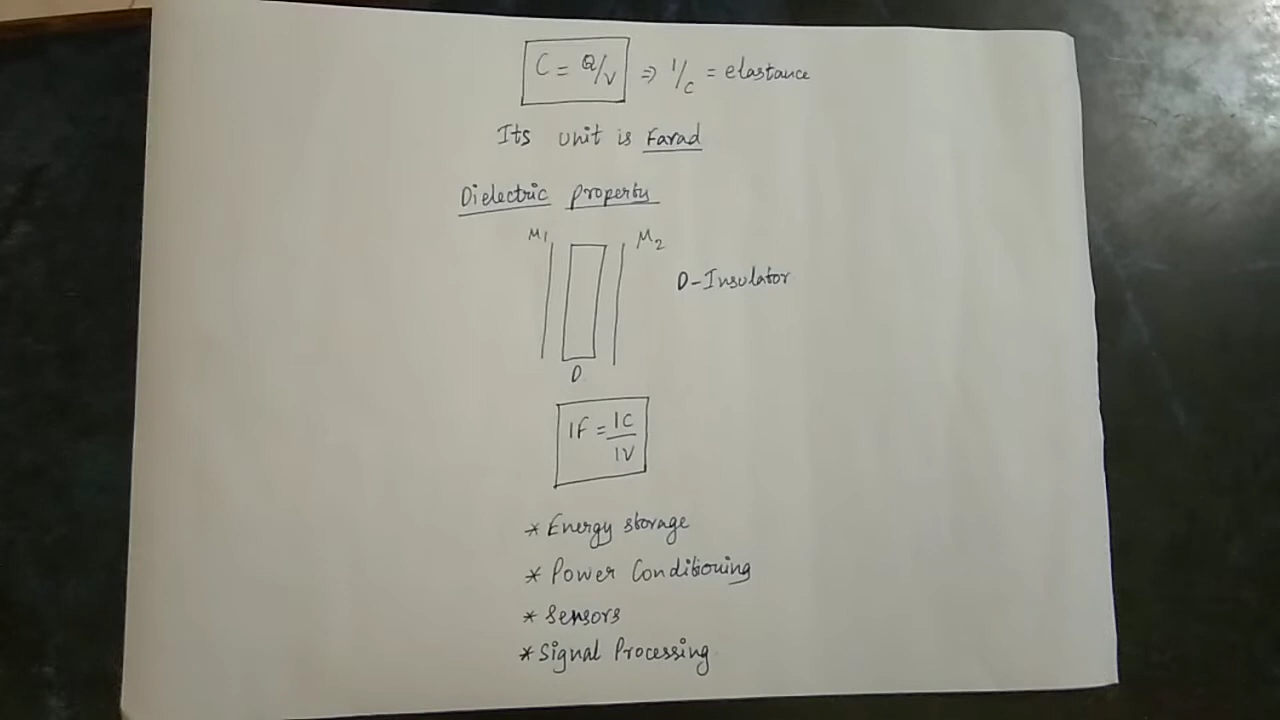 C = Q/V ⇒ 1/C = elastance
Its unit is Farad
Dielectric property
M1 M2
D-Insulator
D
1F = 1C/1V
* Energy storage
* Power Conditioning
* Sensors
* Signal Processing